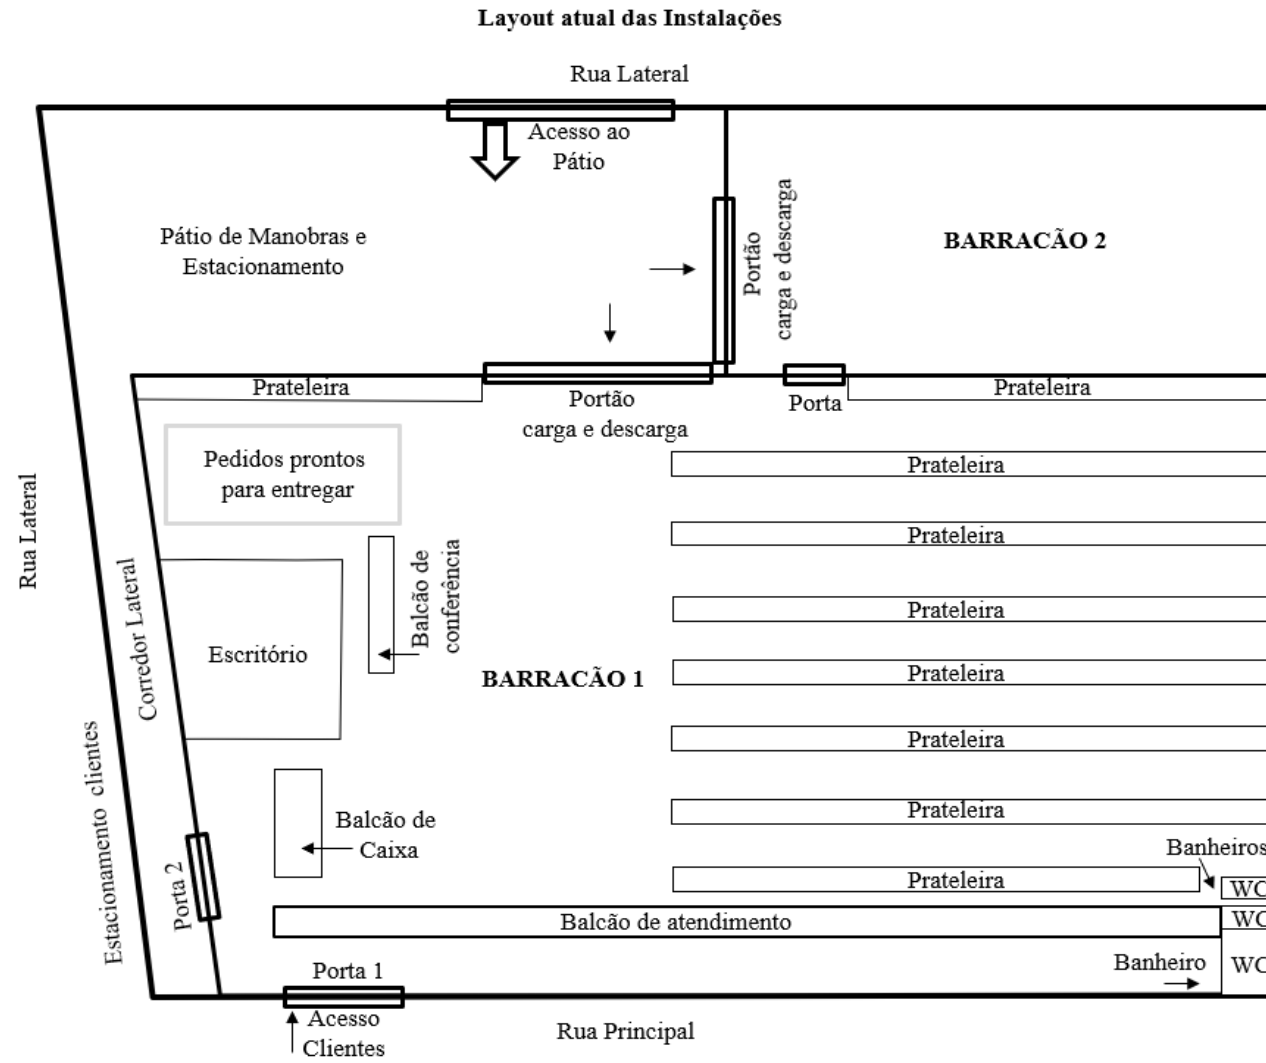 Layout atual das Instalações
Rua Lateral
Acesso ao
Pátio
Pátio de Manobras e
Estacionamento
Portão
carga e descarga
BARRACÃO 2
Prateleira
Portão
carga e descarga
Porta
Prateleira
Pedidos prontos
para entregar
Prateleira
Prateleira
Rua Lateral
Corredor Lateral
Balcão de
conferência
Prateleira
Escritório
BARRACÃO 1
Prateleira
Prateleira
Estacionamento clientes
Balcão de
Caixa
Prateleira
Banheiros
Porta 2
Prateleira
WC
Balcão de atendimento
WC
Porta 1
Banheiro
WC
Acesso
Clientes
Rua Principal